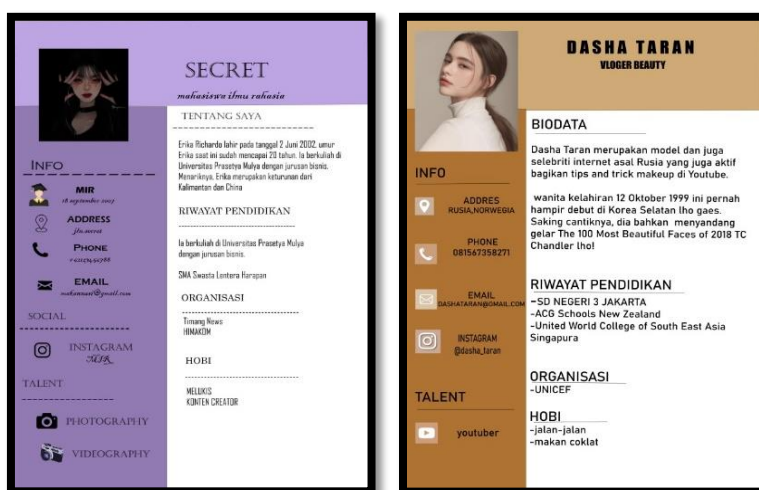 SECRET
mahasiswa ilmu rahasia
TENTANG SAYA
Erika Richardo lahir pada tanggal 2 Juni 2002, umur
Erika saat ini sudah mencapai 20 tahun. Ia berkuliah di
Universitas Prasetya Mulya dengan jurusan bisnis.
Menariknya, Erika merupakan keturunan dari
Kalimantan dan China
RIWAYAT PENDIDIKAN
Ia berkuliah di Universitas Prasetya Mulya
dengan jurusan bisnis.
SMA Swasta Lentera Harapan
ORGANISASI
Timang News
HIMAKOM
HOBI
MELUKIS
KONTEN CREATOR
INFO
MIR
18 september 2007
ADDRESS
jln.secret
PHONE
EMAIL
SOCIAL
INSTAGRAM
MIR
TALENT
PHOTOGRAPHY
VIDEOGRAPHY
DASHA TARAN
VLOGER BEAUTY
BIODATA
Dasha Taran merupakan model dan juga
selebriti internet asal Rusia yang juga aktif
bagikan tips and trick makeup di Youtube.
wanita kelahiran 12 Oktober 1999 ini pernah
hampir debut di Korea Selatan lho gaes.
Saking cantiknya, dia bahkan menyandang
gelar The 100 Most Beautiful Faces of 2018 TC
Chandler lho!
RIWAYAT PENDIDIKAN
~SD NEGERI 3 JAKARTA
-ACG Schools New Zealand
-United World College of South East Asia
Singapura
ORGANISASI
-UNICEF
HOBI
-jalan-jalan
-makan coklat
INFO
ADDRES
RUSIA,NORWEGIA
PHONE
081567358271
EMAIL
DASHATARAN@GMAIL.COM
INSTAGRAM
@dasha_taran
TALENT
youtuber